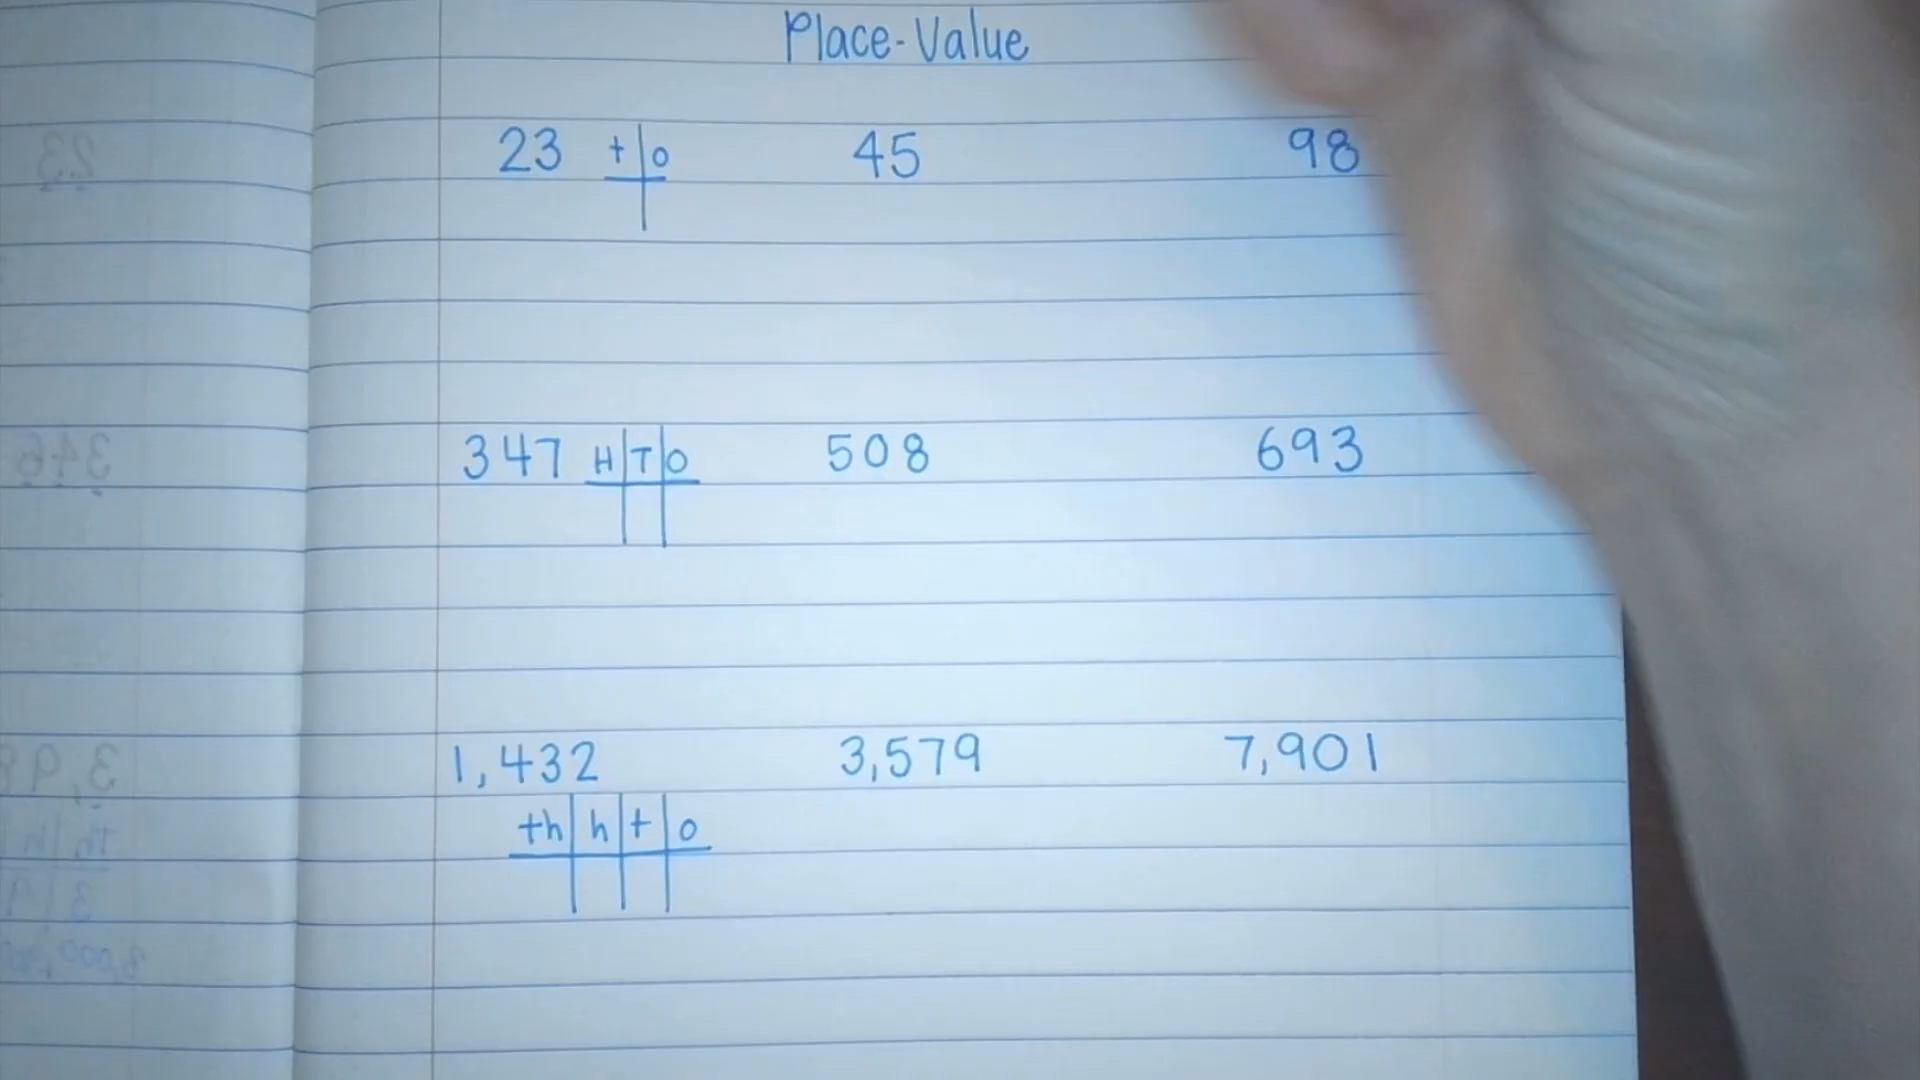 Place-Value
23 t o 45 98
347 H T O 508 693
1,432 3,579 7,901
th h t o